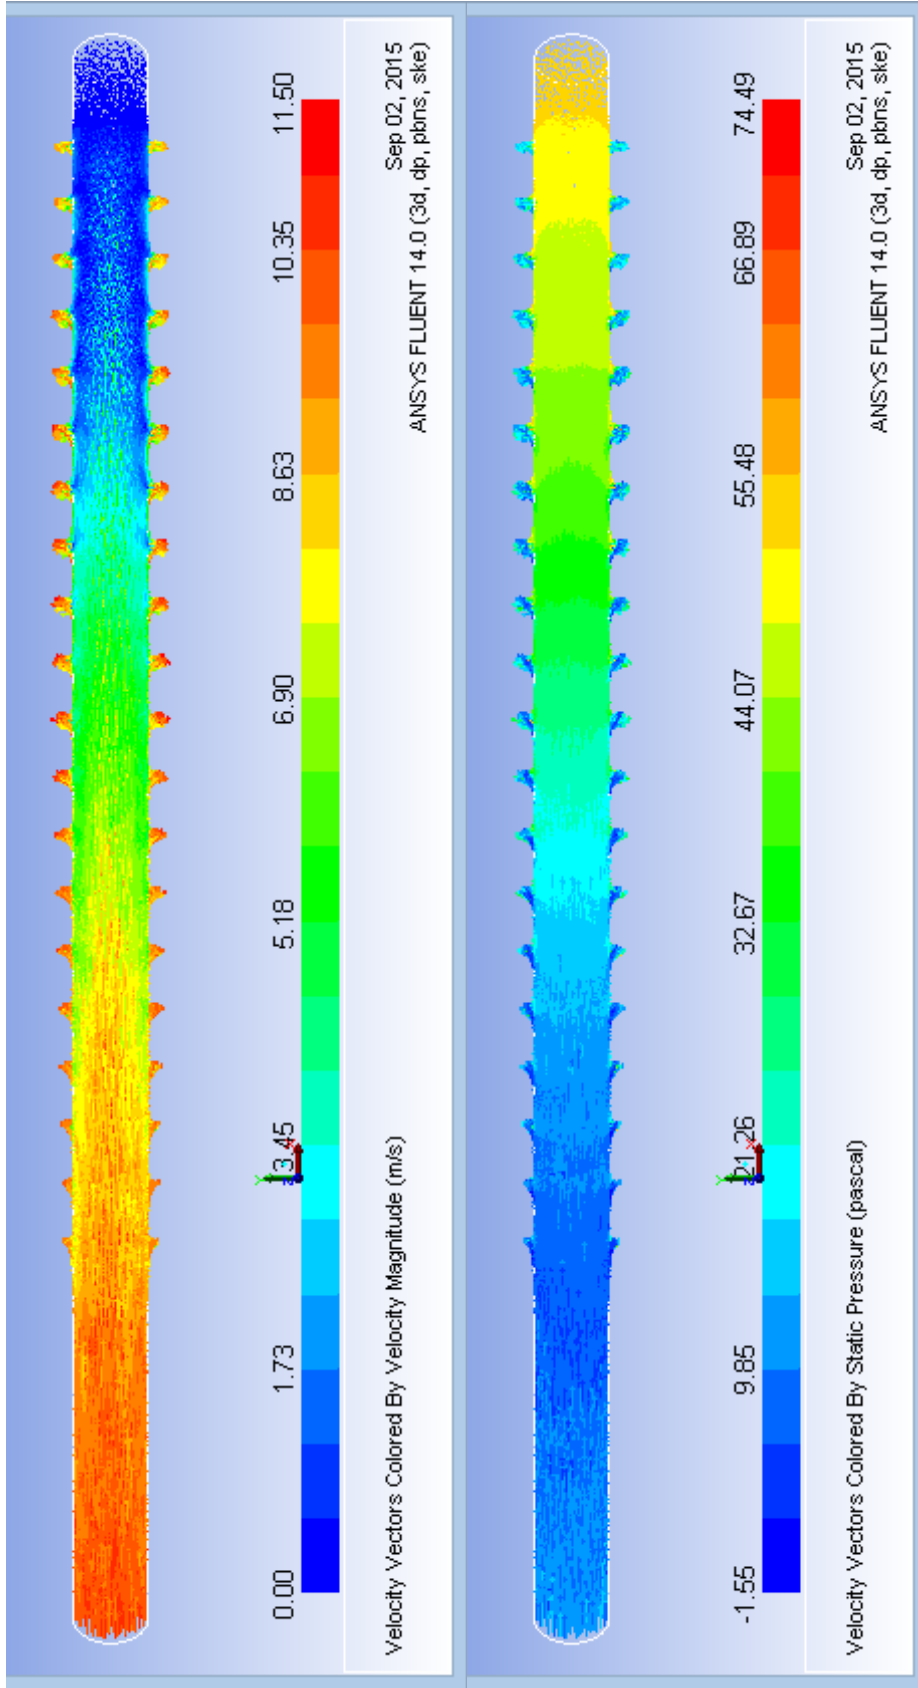 0.00 1.73 3.45 5.18 6.90 8.63 10.35 11.50
Velocity Vectors Colored By Velocity Magnitude (m/s) Sep 02, 2015
ANSYS FLUENT 14.0 (3d, dp, pbns, ske)
-1.55 9.85 21.26 32.67 44.07 55.48 66.89 74.49
Velocity Vectors Colored By Static Pressure (pascal) Sep 02, 2015
ANSYS FLUENT 14.0 (3d, dp, pbns, ske)